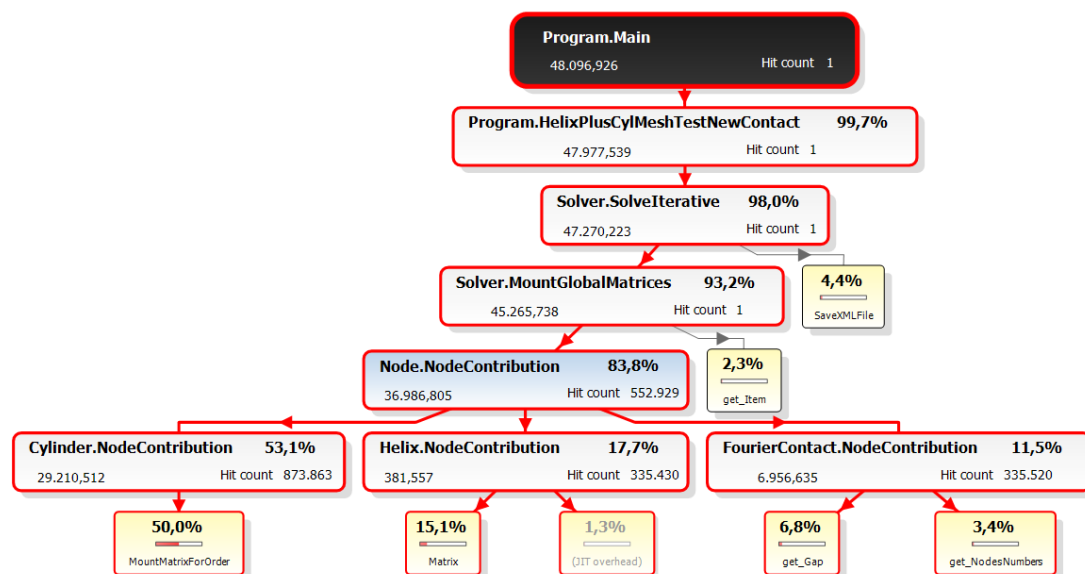 Program.Main
48.096,926 Hit count 1
Program.HelixPlusCylMeshTestNewContact 99,7%
47.977,539 Hit count 1
Solver.SolveIterative 98,0%
47.270,223 Hit count 1
4,4%
SaveXMLFile
Solver.MountGlobalMatrices 93,2%
45.265,738 Hit count 1
2,3%
get_Item
Node.NodeContribution 83,8%
36.986,805 Hit count 552.929
Cylinder.NodeContribution 53,1%
29.210,512 Hit count 873.863
Helix.NodeContribution 17,7%
381,557 Hit count 335.430
FourierContact.NodeContribution 11,5%
6.956,635 Hit count 335.520
50,0%
MountMatrixForOrder
15,1%
Matrix
1,3%
(JIT overhead)
6,8%
get_Gap
3,4%
get_NodesNumbers